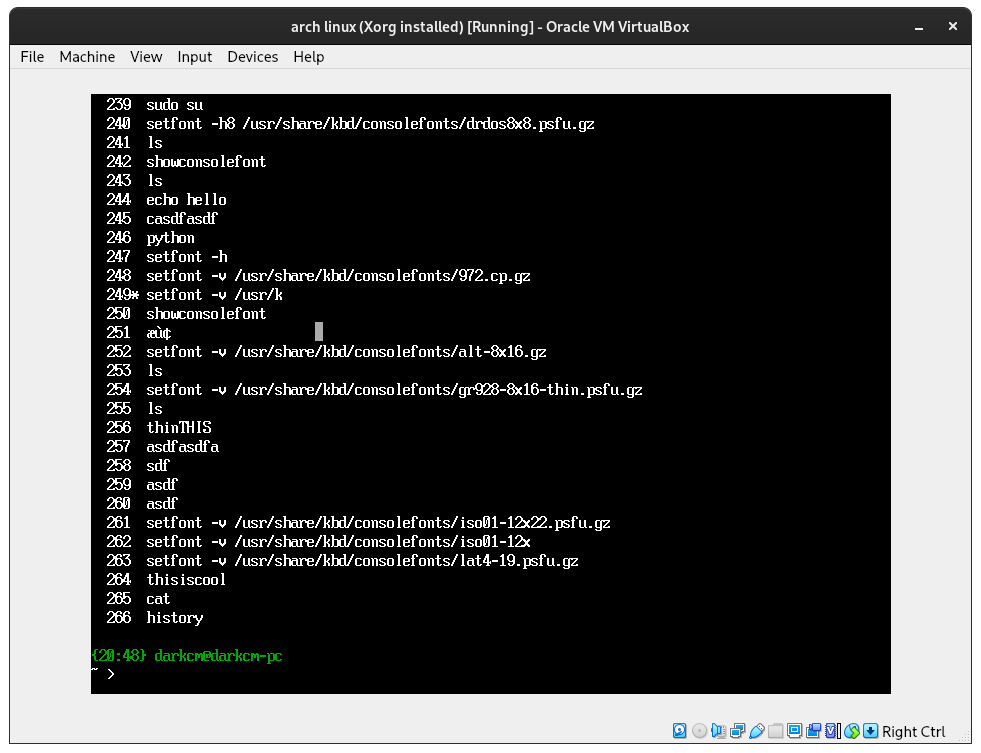 arch linux (Xorg installed) [Running] - Oracle VM VirtualBox
File Machine View Input Devices Help
239 sudo su
240 setfont -h8 /usr/share/kbd/consolefonts/drdos8x8.psfu.gz
241 ls
242 showconsolefont
243 ls
244 echo hello
245 casdfasdf
246 python
247 setfont -h
248 setfont -v /usr/share/kbd/consolefonts/972.cp.gz
249* setfont -v /usr/k
250 showconsolefont
251 æù¢
252 setfont -v /usr/share/kbd/consolefonts/alt-8x16.gz
253 ls
254 setfont -v /usr/share/kbd/consolefonts/gr928-8x16-thin.psfu.gz
255 ls
256 thinTHIS
257 asdfasdfa
258 sdf
259 asdf
260 asdf
261 setfont -v /usr/share/kbd/consolefonts/iso01-12x22.psfu.gz
262 setfont -v /usr/share/kbd/consolefonts/iso01-12x
263 setfont -v /usr/share/kbd/consolefonts/lat4-19.psfu.gz
264 thisiscool
265 cat
266 history
{20:48} darkcm@darkcm-pc
~ >
Right Ctrl